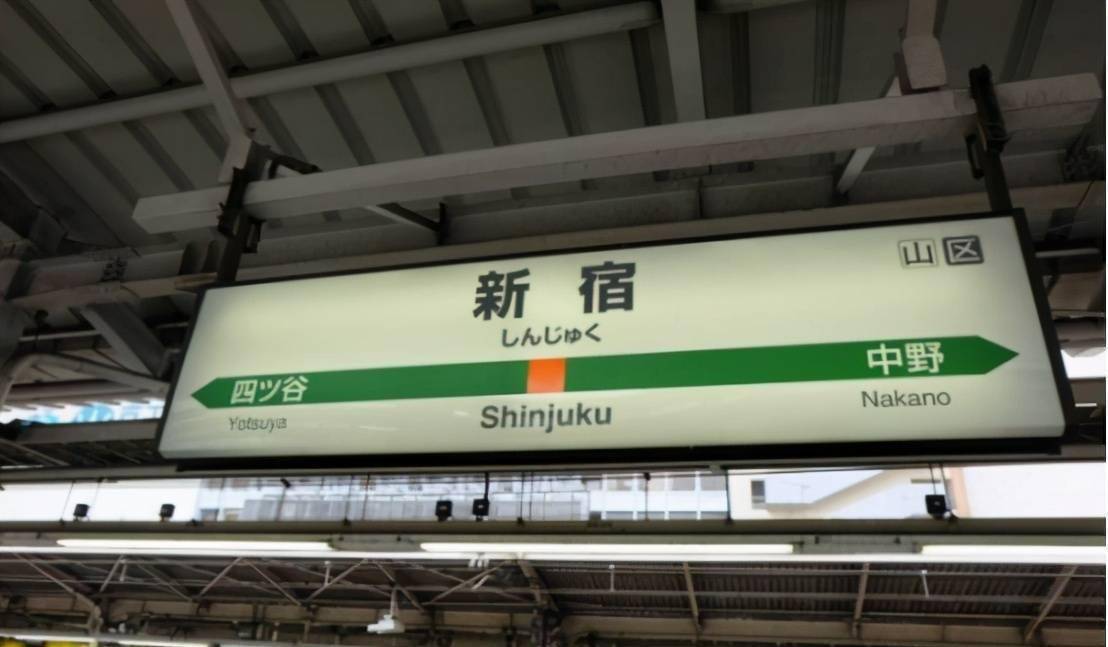 山区
新宿
しんじゅく
四ツ谷
中野
Yotsuya
Shinjuku
Nakano